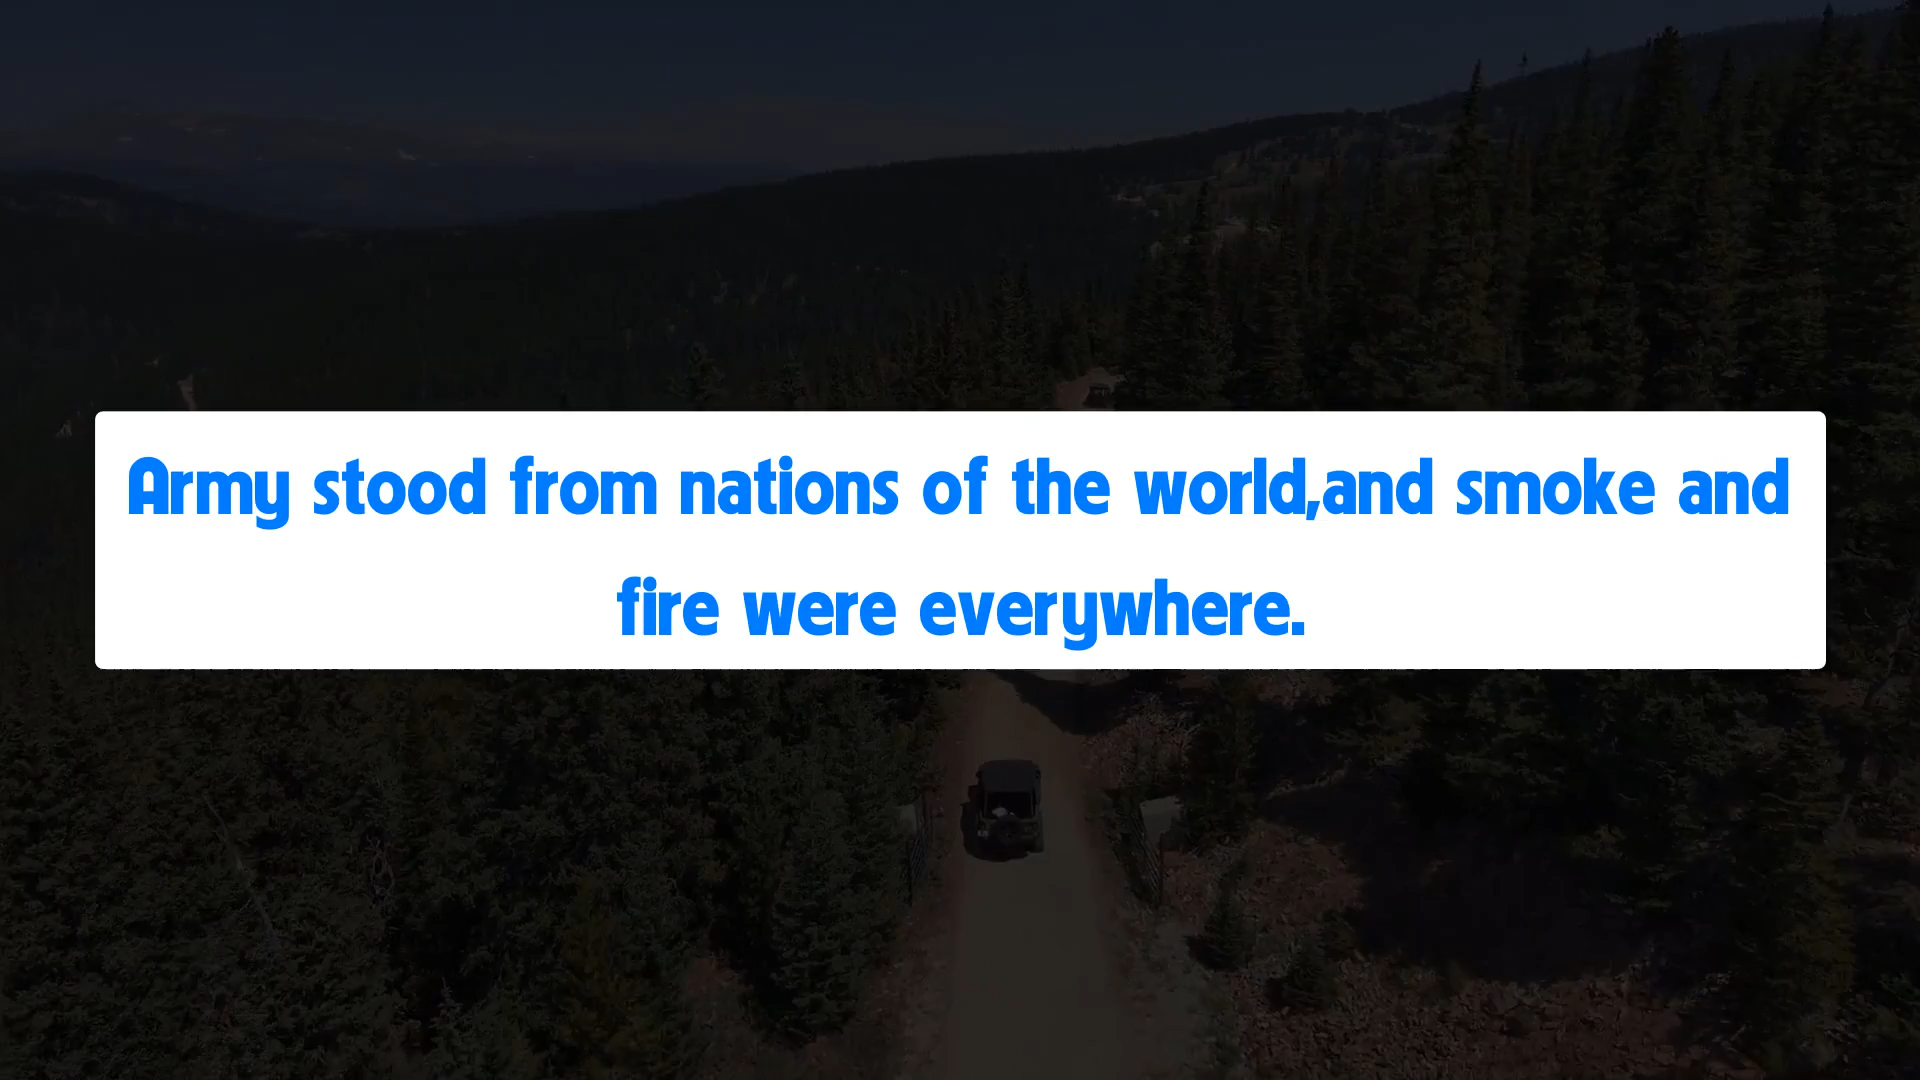 Army stood from nations of the world,and smoke and
fire were everywhere.